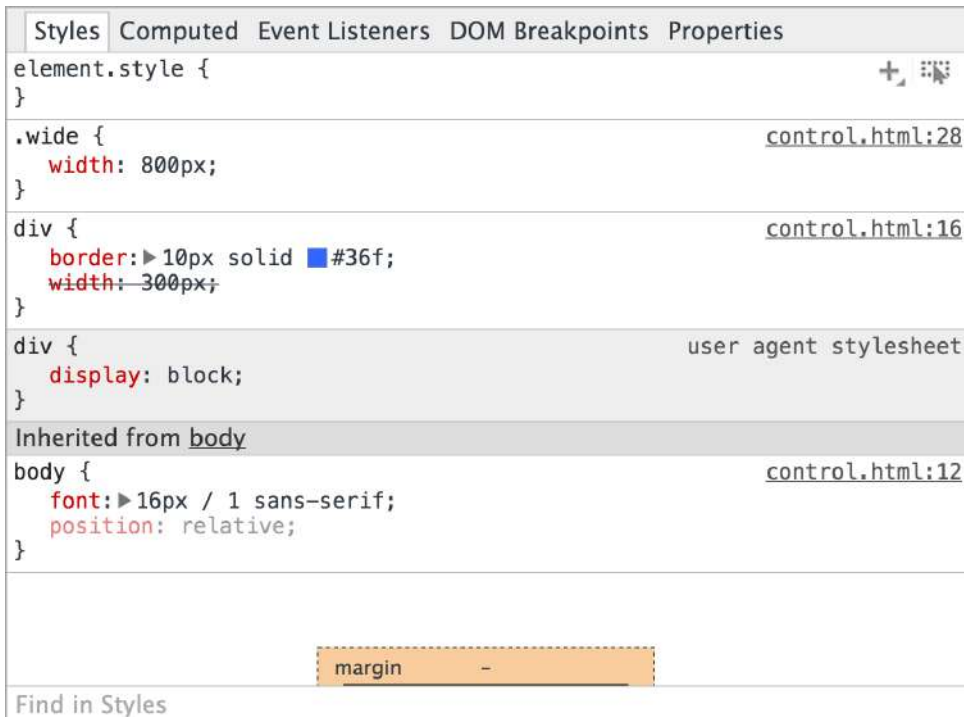 Styles Computed Event Listeners DOM Breakpoints Properties
element.style {
}
.wide { control.html:28
width: 800px;
}
div { control.html:16
border: 10px solid #36f;
width: 300px;
}
div { user agent stylesheet
display: block;
}
Inherited from body
body { control.html:12
font: 16px / 1 sans-serif;
position: relative;
}
margin –
Find in Styles